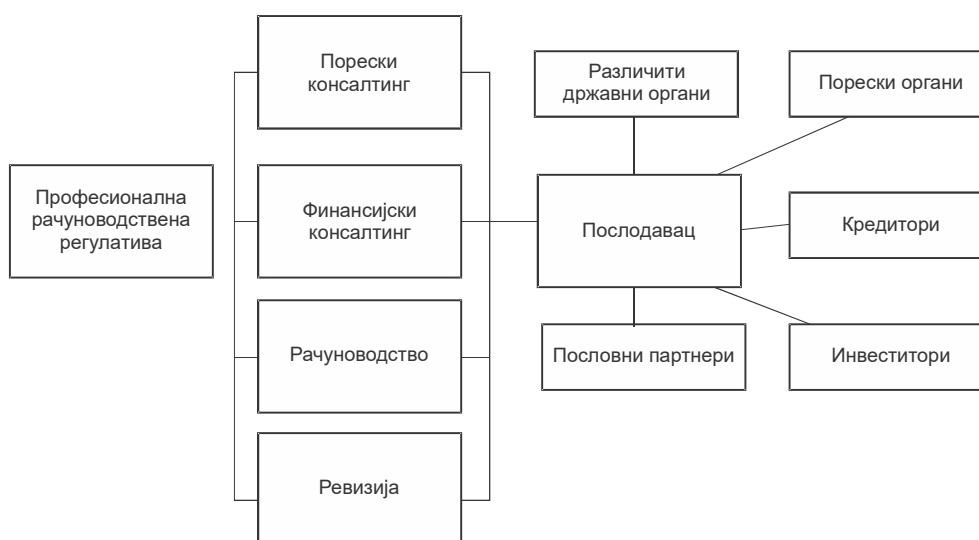 Професионална
рачуноводствена
регулатива
Порески
консалтинг
Финансијски
консалтинг
Рачуноводство
Ревизија
Различити
државни органи
Послодавац
Пословни партнери
Порески органи
Кредитори
Инвеститори